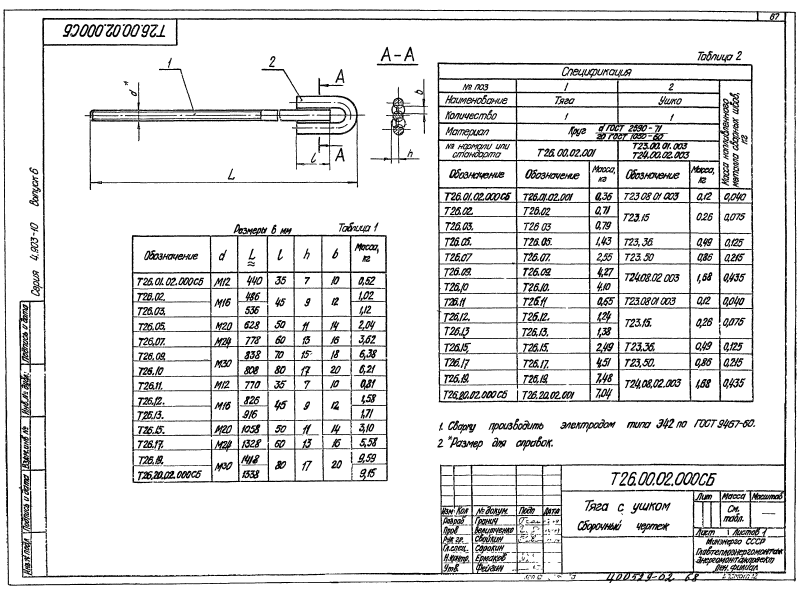 67
Т26.00.02.000СБ
Серия 4.903-10 Выпуск 6
1
2
А
А
d*
l
L
А-А
b
h
Таблица 2
Спецификация
№ поз 1 2
Наименование Тяга Ушко
Количество 1 1
Материал Круг d ГОСТ 2590-71
20 ГОСТ 1050-60
№ нормали или стандарта Т26.00.02.001 Т23.00.01.003
Т24.00.02.003
Масса наплавленного металла сварных швов, кг
Обозначение Обозначение Масса, кг Обозначение Масса, кг
Т26.01.02.000СБ Т26.01.02.001 0,36 Т23.08 01 003 0,12 0,040
Т26.02. Т26.02 0,71 Т23.15 0.26 0,075
Т26.03. Т26 03 0,79
Т26.05. Т26.05. 1,43 Т23.36. 0,49 0,125
Т26.07 Т26.07. 2,55 Т23.50 0,86 0,215
Т26.09. Т26.09. 4,27 Т24.08.02 003 1,68 0,435
Т26.10 Т26.10. 4.10
Т26.11 Т26.11. 0,65 Т23.08 01 003 0,12 0,040
Т26.12. Т26.12. 1,24 Т23.15. 0,26 0,075
Т26.13 Т26.13. 1,38
Т26.15. Т26.15. 2,49 Т23.36. 0,49 0,125
Т26.17 Т26.17. 4,51 Т23.50. 0,86 0,215
Т26.19. Т26.19. 7,48 Т24.08.02.003 1,68 0,435
Т26.20.02.000СБ Т26.20.02.001 7,04
Размеры в мм Таблица 1
Обозначение d L ≈ l h b Масса, кг
Т26.01.02.000СБ М12 440 35 7 10 0,52
Т26.02. М16 486 45 9 12 1,02
Т26.03. 536 1,12
Т26.05. М20 628 50 11 14 2,04
Т26.07. М24 778 60 13 16 3,62
Т26.09. М30 838 70 15 18 6,38
Т26.10 808 80 17 20 6,21
Т26.11. М12 770 35 7 10 0,81
Т26.12. М16 826 45 9 12 1,58
Т26.13. 916 1,71
Т26.15. М20 1058 50 11 14 3,10
Т26.17. М24 1328 60 13 16 5,58
Т26.19. М30 1418 80 17 20 9,59
Т26.20.02.000СБ 1338 9,15
1. Сварку производить электродом типа Э42 по ГОСТ 9467-60.
2 *Размер для справок.
Т26.00.02.000СБ
Тяга с ушком
Сборочный чертеж
Лит Масса Масштаб
См. табл.
Лист Листов 1
Минэнерго СССР
Главтеплоэнергомонтаж
Энергомонтажпроект
Лен. филиал
Изм Кол № докум. Подп Дата
Разраб Гранич
Пров
Рук гр. Свойкин
Гл.спец. Сорокин
Н.контр. Ермаков
Утв. Фейгин
Подпись и дата
Инв.№ дубл.
Взам.инв №
Подпись и дата
Инв.№ подл.
ЦО0529-02 68